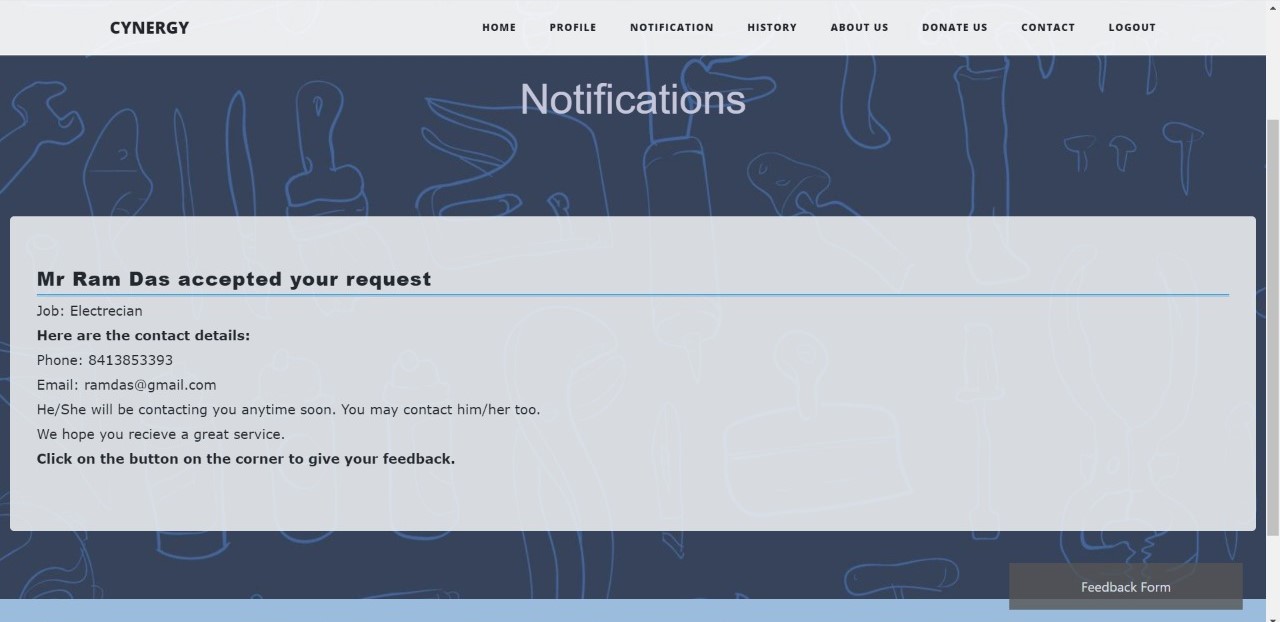 CYNERGY
HOME PROFILE NOTIFICATION HISTORY ABOUT US DONATE US CONTACT LOGOUT
Notifications
Mr Ram Das accepted your request
Job: Electrecian
Here are the contact details:
Phone: 8413853393
Email: ramdas@gmail.com
He/She will be contacting you anytime soon. You may contact him/her too.
We hope you recieve a great service.
Click on the button on the corner to give your feedback.
Feedback Form